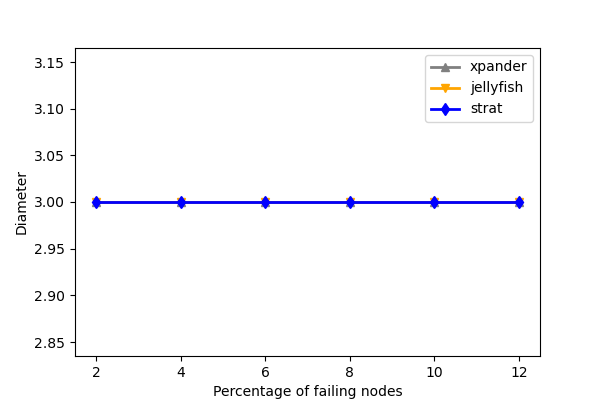 3.15
3.10
3.05
3.00
2.95
2.90
2.85
Diameter
xpander
jellyfish
strat
2 4 6 8 10 12
Percentage of failing nodes